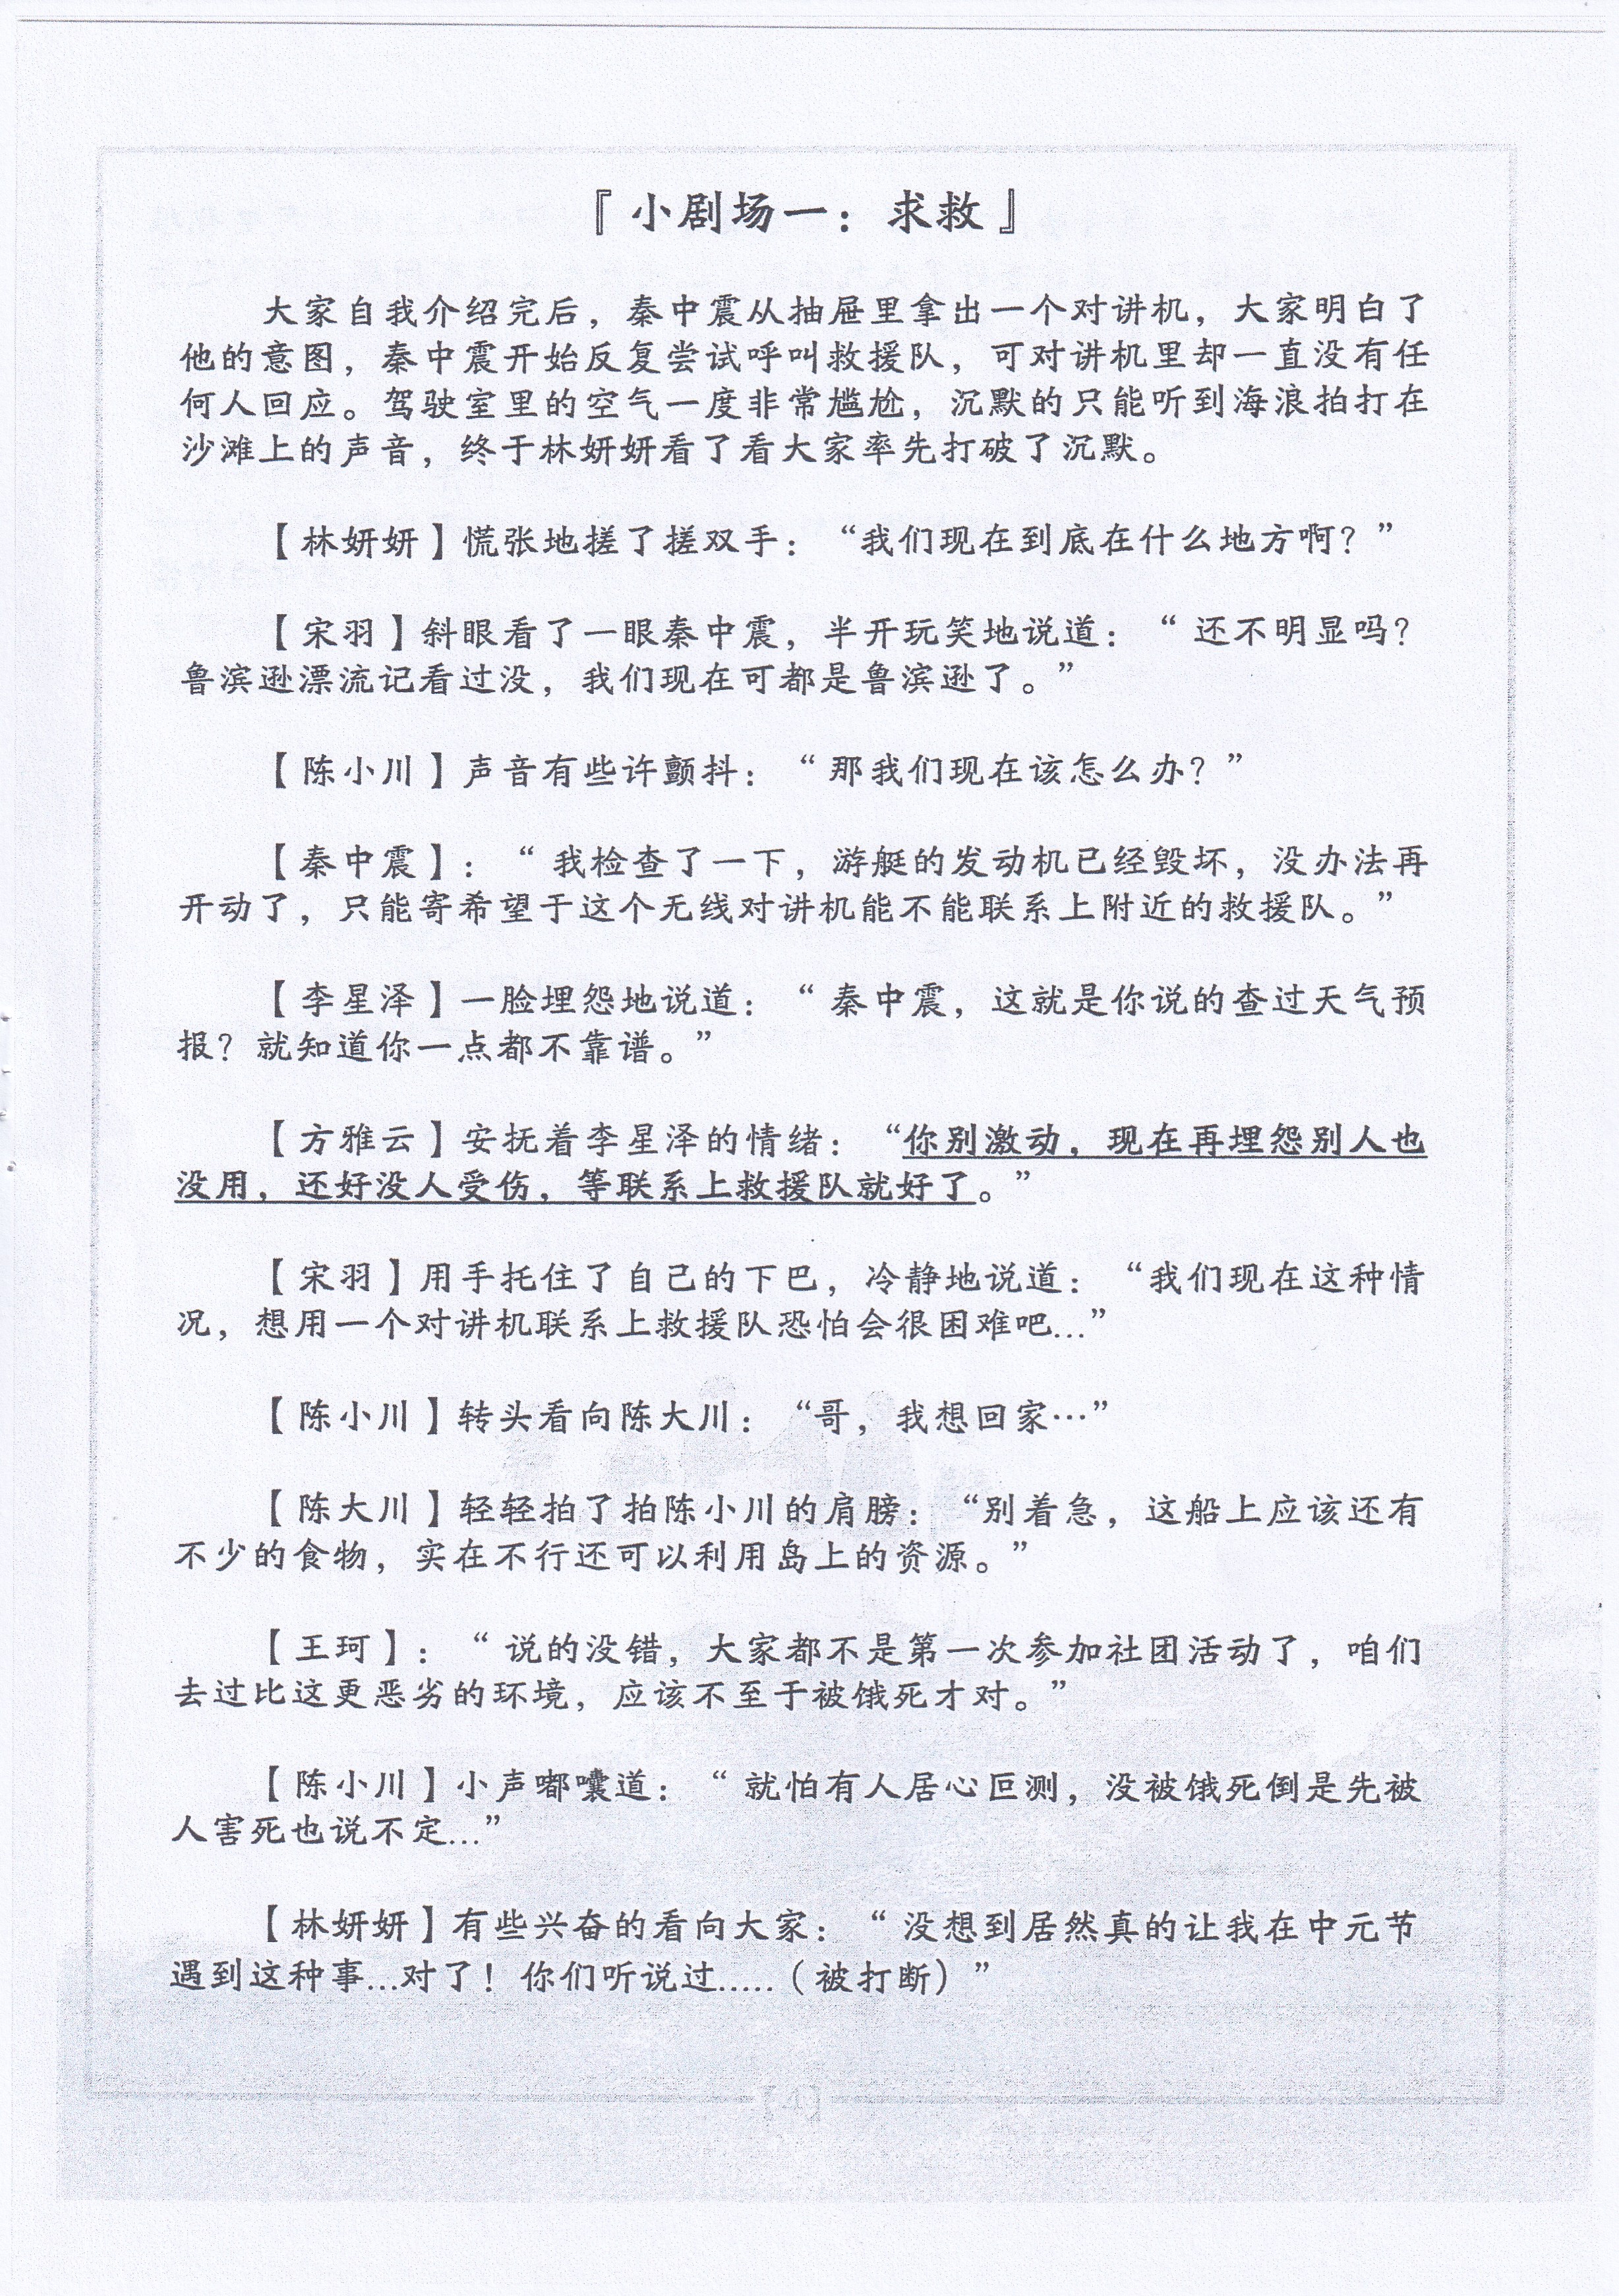 『小剧场一：求救』
大家自我介绍完后，秦中震从抽屉里拿出一个对讲机，大家明白了
他的意图，秦中震开始反复尝试呼叫救援队，可对讲机里却一直没有任
何人回应。驾驶室里的空气一度非常尴尬，沉默的只能听到海浪拍打在
沙滩上的声音，终于林妍妍看了看大家率先打破了沉默。
【林妍妍】慌张地搓了搓双手：“我们现在到底在什么地方啊？”
【宋羽】斜眼看了一眼秦中震，半开玩笑地说道：“还不明显吗？
鲁滨逊漂流记看过没，我们现在可都是鲁滨逊了。”
【陈小川】声音有些许颤抖：“那我们现在该怎么办？”
【秦中震】：“我检查了一下，游艇的发动机已经毁坏，没办法再
开动了，只能寄希望于这个无线对讲机能不能联系上附近的救援队。”
【李星泽】一脸埋怨地说道：“秦中震，这就是你说的查过天气预
报？就知道你一点都不靠谱。”
【方雅云】安抚着李星泽的情绪：“你别激动，现在再埋怨别人也
没用，还好没人受伤，等联系上救援队就好了。”
【宋羽】用手托住了自己的下巴，冷静地说道：“我们现在这种情
况，想用一个对讲机联系上救援队恐怕会很困难吧...”
【陈小川】转头看向陈大川：“哥，我想回家…”
【陈大川】轻轻拍了拍陈小川的肩膀：“别着急，这船上应该还有
不少的食物，实在不行还可以利用岛上的资源。”
【王珂】：“说的没错，大家都不是第一次参加社团活动了，咱们
去过比这更恶劣的环境，应该不至于被饿死才对。”
【陈小川】小声嘟囔道：“就怕有人居心叵测，没被饿死倒是先被
人害死也说不定...”
【林妍妍】有些兴奋的看向大家：“没想到居然真的让我在中元节
遇到这种事...对了！你们听说过.....（被打断）”